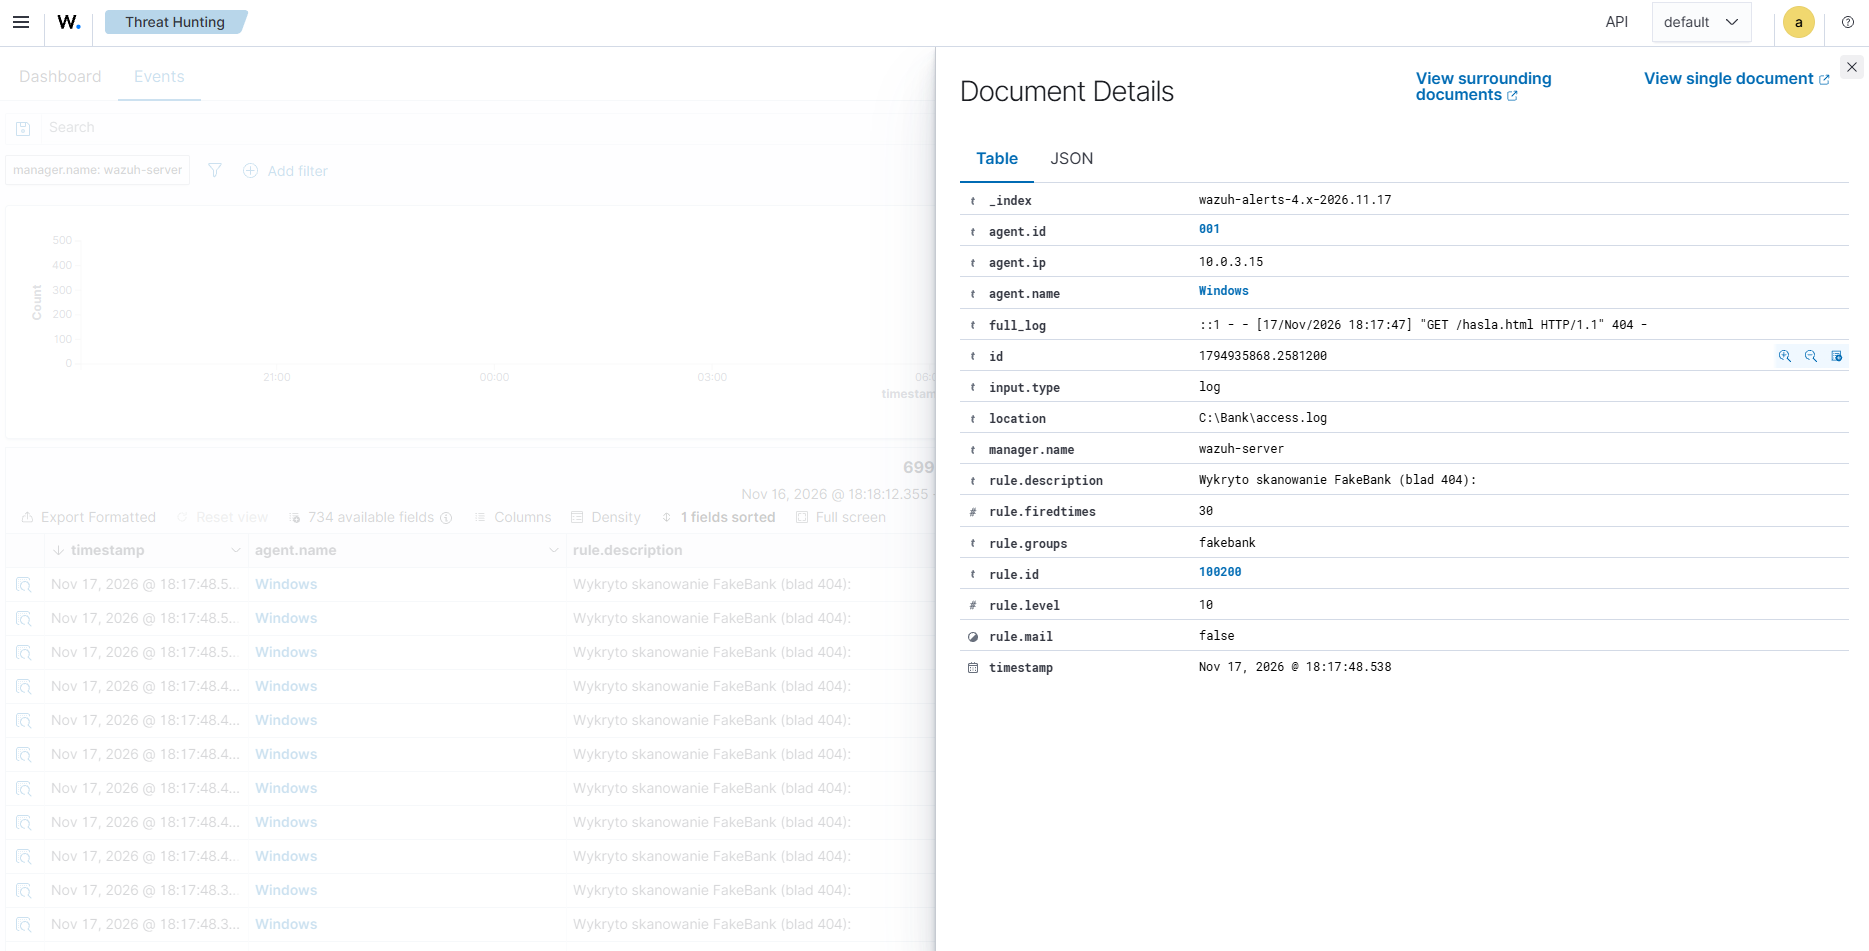 W.
Threat Hunting
API
default
a
Dashboard
Events
Search
manager.name: wazuh-server
Add filter
500
400
300
200
100
0
Count
21:00
00:00
03:00
timestam
699
Nov 16, 2026 @ 18:18:12.355 -
Export Formatted
Reset view
734 available fields
Columns
Density
1 fields sorted
Full screen
timestamp
agent.name
rule.description
Nov 17, 2026 @ 18:17:48.5... Windows Wykryto skanowanie FakeBank (blad 404):
Nov 17, 2026 @ 18:17:48.5... Windows Wykryto skanowanie FakeBank (blad 404):
Nov 17, 2026 @ 18:17:48.5... Windows Wykryto skanowanie FakeBank (blad 404):
Nov 17, 2026 @ 18:17:48.4... Windows Wykryto skanowanie FakeBank (blad 404):
Nov 17, 2026 @ 18:17:48.4... Windows Wykryto skanowanie FakeBank (blad 404):
Nov 17, 2026 @ 18:17:48.4... Windows Wykryto skanowanie FakeBank (blad 404):
Nov 17, 2026 @ 18:17:48.4... Windows Wykryto skanowanie FakeBank (blad 404):
Nov 17, 2026 @ 18:17:48.4... Windows Wykryto skanowanie FakeBank (blad 404):
Nov 17, 2026 @ 18:17:48.4... Windows Wykryto skanowanie FakeBank (blad 404):
Nov 17, 2026 @ 18:17:48.3... Windows Wykryto skanowanie FakeBank (blad 404):
Nov 17, 2026 @ 18:17:48.3... Windows Wykryto skanowanie FakeBank (blad 404):
Document Details
View surrounding
documents
View single document
Table
JSON
t _index wazuh-alerts-4.x-2026.11.17
t agent.id 001
t agent.ip 10.0.3.15
t agent.name Windows
t full_log ::1 - - [17/Nov/2026 18:17:47] "GET /hasla.html HTTP/1.1" 404 -
t id 1794935868.2581200
t input.type log
t location C:\Bank\access.log
t manager.name wazuh-server
t rule.description Wykryto skanowanie FakeBank (blad 404):
# rule.firedtimes 30
t rule.groups fakebank
t rule.id 100200
# rule.level 10
rule.mail false
timestamp Nov 17, 2026 @ 18:17:48.538